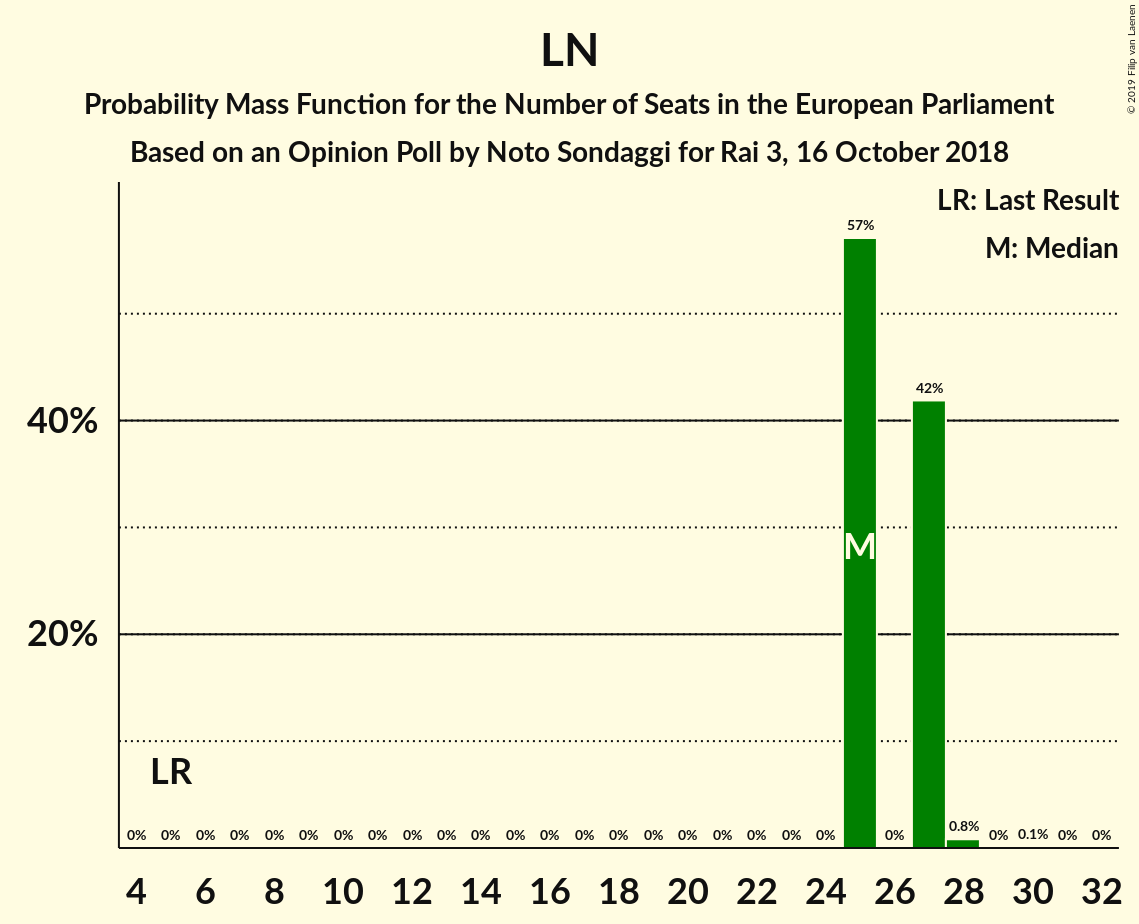 LN
Probability Mass Function for the Number of Seats in the European Parliament
Based on an Opinion Poll by Noto Sondaggi for Rai 3, 16 October 2018
© 2019 Filip van Laenen
LR: Last Result
M: Median
57%
42%
40%
M
20%
LR
0% 0% 0% 0% 0% 0% 0% 0% 0% 0% 0% 0% 0% 0% 0% 0% 0% 0% 0% 0% 0% 0% 0.8% 0% 0.1% 0% 0%
4 6 8 10 12 14 16 18 20 22 24 26 28 30 32